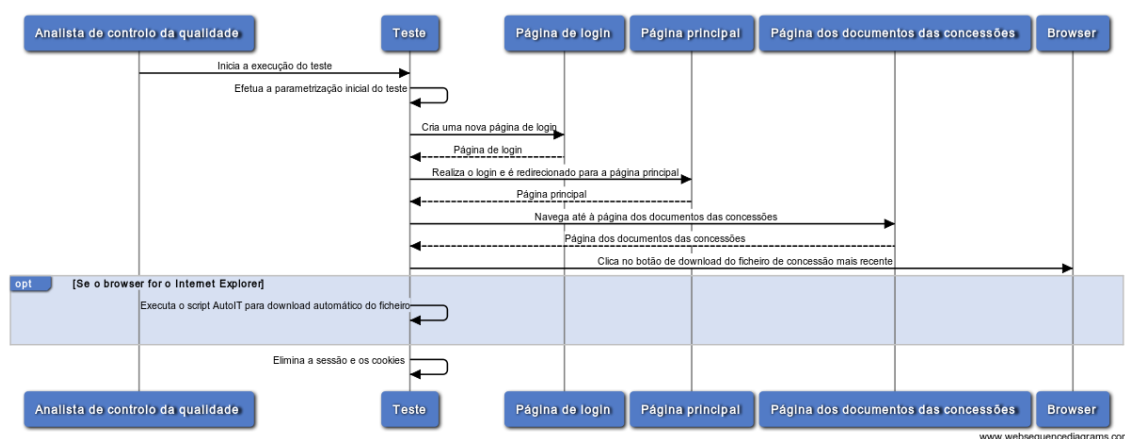 Analista de controlo da qualidade
Teste
Página de login
Página principal
Página dos documentos das concessões
Browser
Inicia a execução do teste
Efetua a parametrização inicial do teste
Cria uma nova página de login
Página de login
Realiza o login e é redirecionado para a página principal
Página principal
Navega até à página dos documentos das concessões
Página dos documentos das concessões
Clica no botão de download do ficheiro de concessão mais recente
opt
[Se o browser for o Internet Explorer]
Executa o script AutoIT para download automático do ficheiro
Elimina a sessão e os cookies
Analista de controlo da qualidade
Teste
Página de login
Página principal
Página dos documentos das concessões
Browser
www.websequencediagrams.com